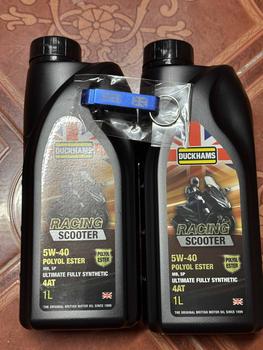 DUCKHAMS
RACING
SCOOTER
5W-40
POLYOL ESTER
POLYOL ESTER
MB, SP
ULTIMATE FULLY SYNTHETIC
4AT
1L
THE ORIGINAL BRITISH MOTOR OIL SINCE 1899
DUCKHAMS
RACING
SCOOTER
5W-40
POLYOL ESTER
POLYOL ESTER
MB, SP
ULTIMATE FULLY SYNTHETIC
4AT
1L
THE ORIGINAL BRITISH MOTOR OIL SINCE 1899